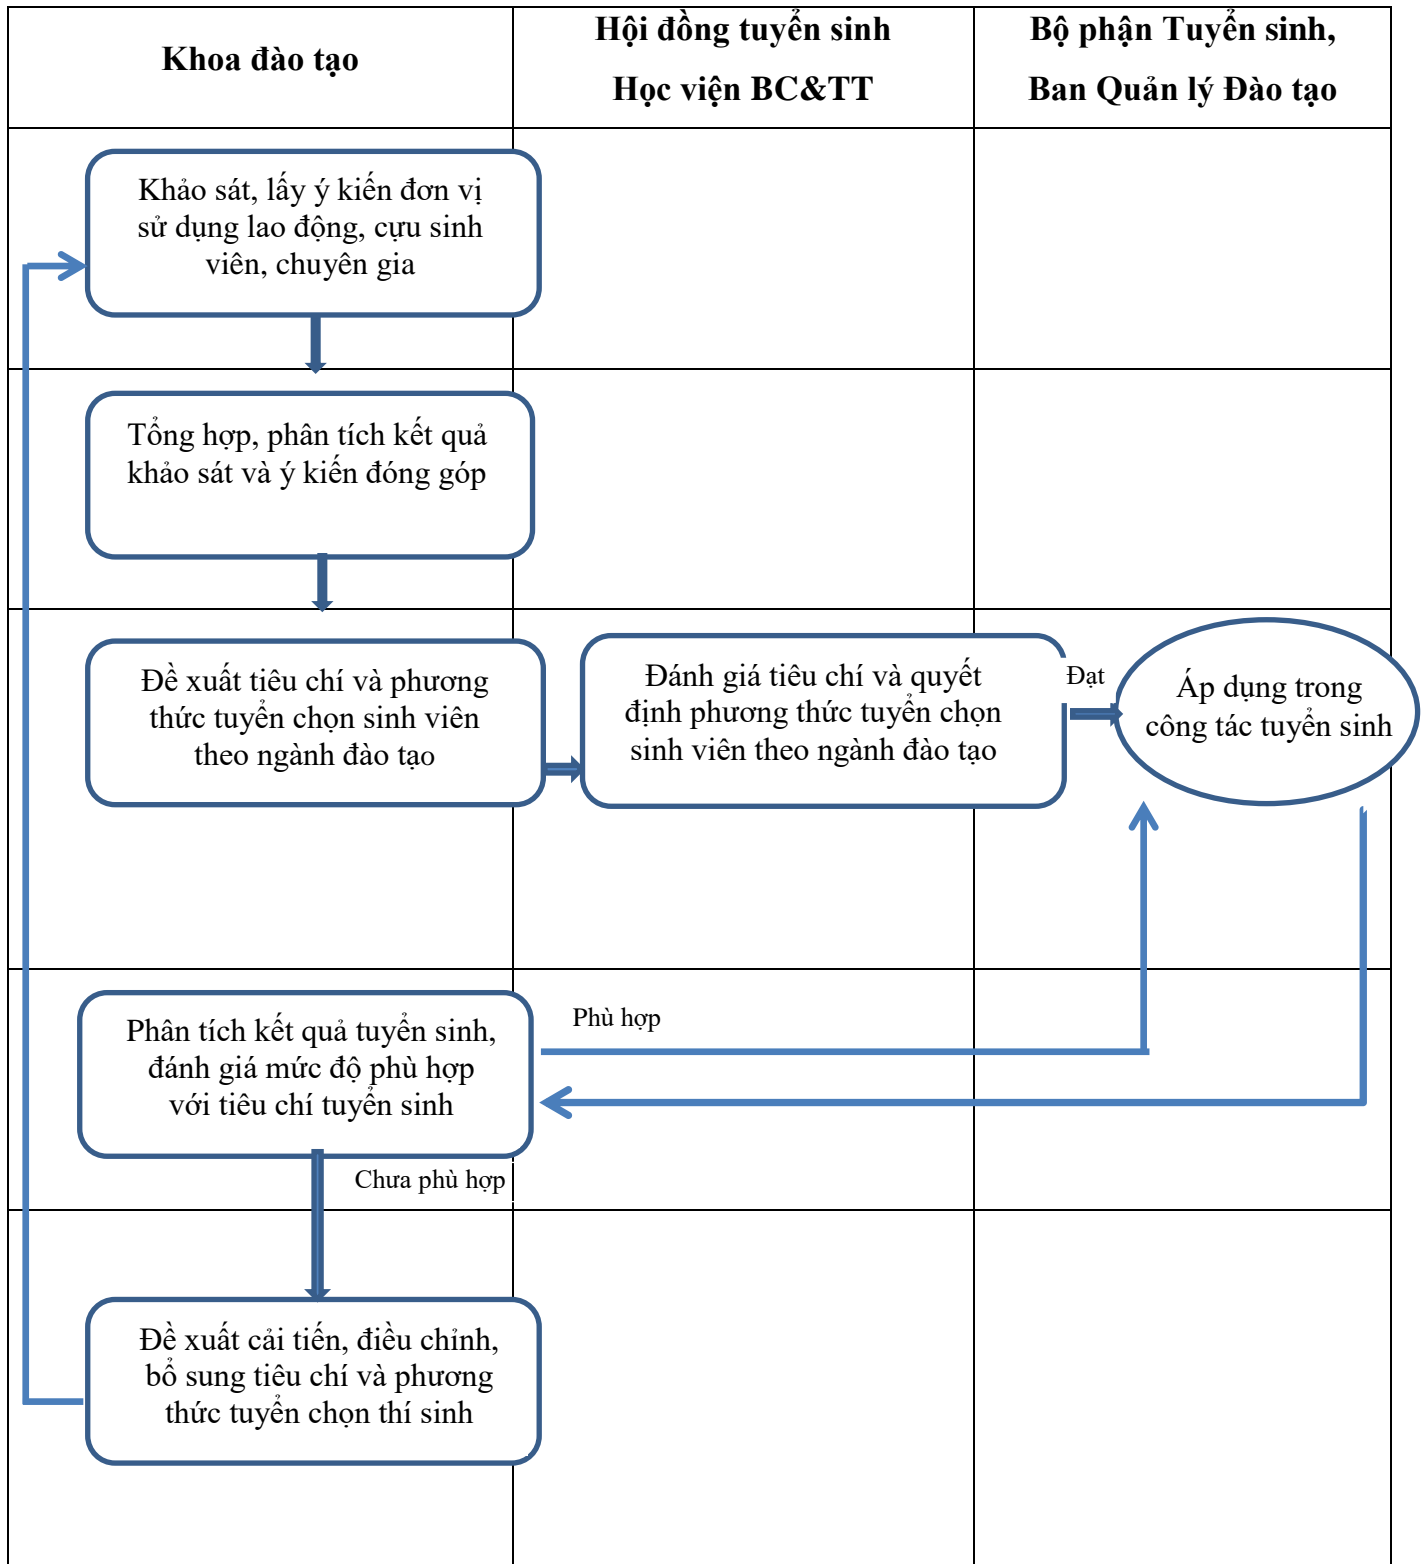 Khoa đào tạo
Hội đồng tuyển sinh
Học viện BC&TT
Bộ phận Tuyển sinh,
Ban Quản lý Đào tạo
Khảo sát, lấy ý kiến đơn vị
sử dụng lao động, cựu sinh
viên, chuyên gia
Tổng hợp, phân tích kết quả
khảo sát và ý kiến đóng góp
Đề xuất tiêu chí và phương
thức tuyển chọn sinh viên
theo ngành đào tạo
Đánh giá tiêu chí và quyết
định phương thức tuyển chọn
sinh viên theo ngành đào tạo
Đạt
Áp dụng trong
công tác tuyển sinh
Phân tích kết quả tuyển sinh,
đánh giá mức độ phù hợp
với tiêu chí tuyển sinh
Phù hợp
Chưa phù hợp
Đề xuất cải tiến, điều chỉnh,
bổ sung tiêu chí và phương
thức tuyển chọn thí sinh